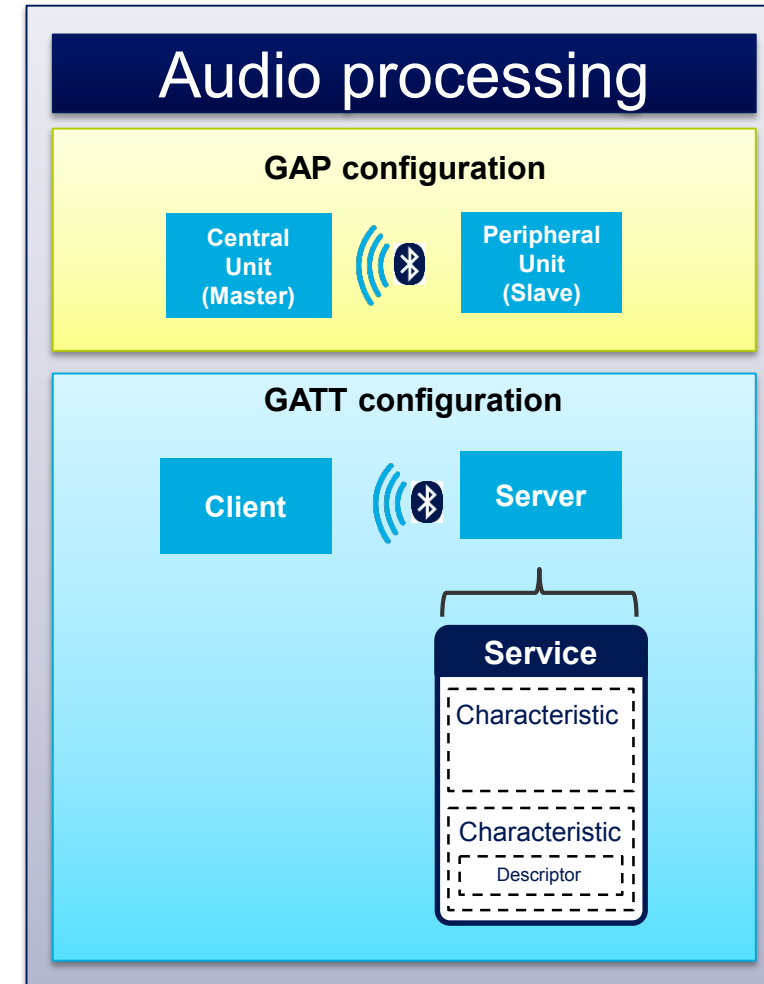 Audio processing
GAP configuration
Central
Unit
(Master)
Peripheral
Unit
(Slave)
GATT configuration
Client
Server
Service
Characteristic
Characteristic
Descriptor